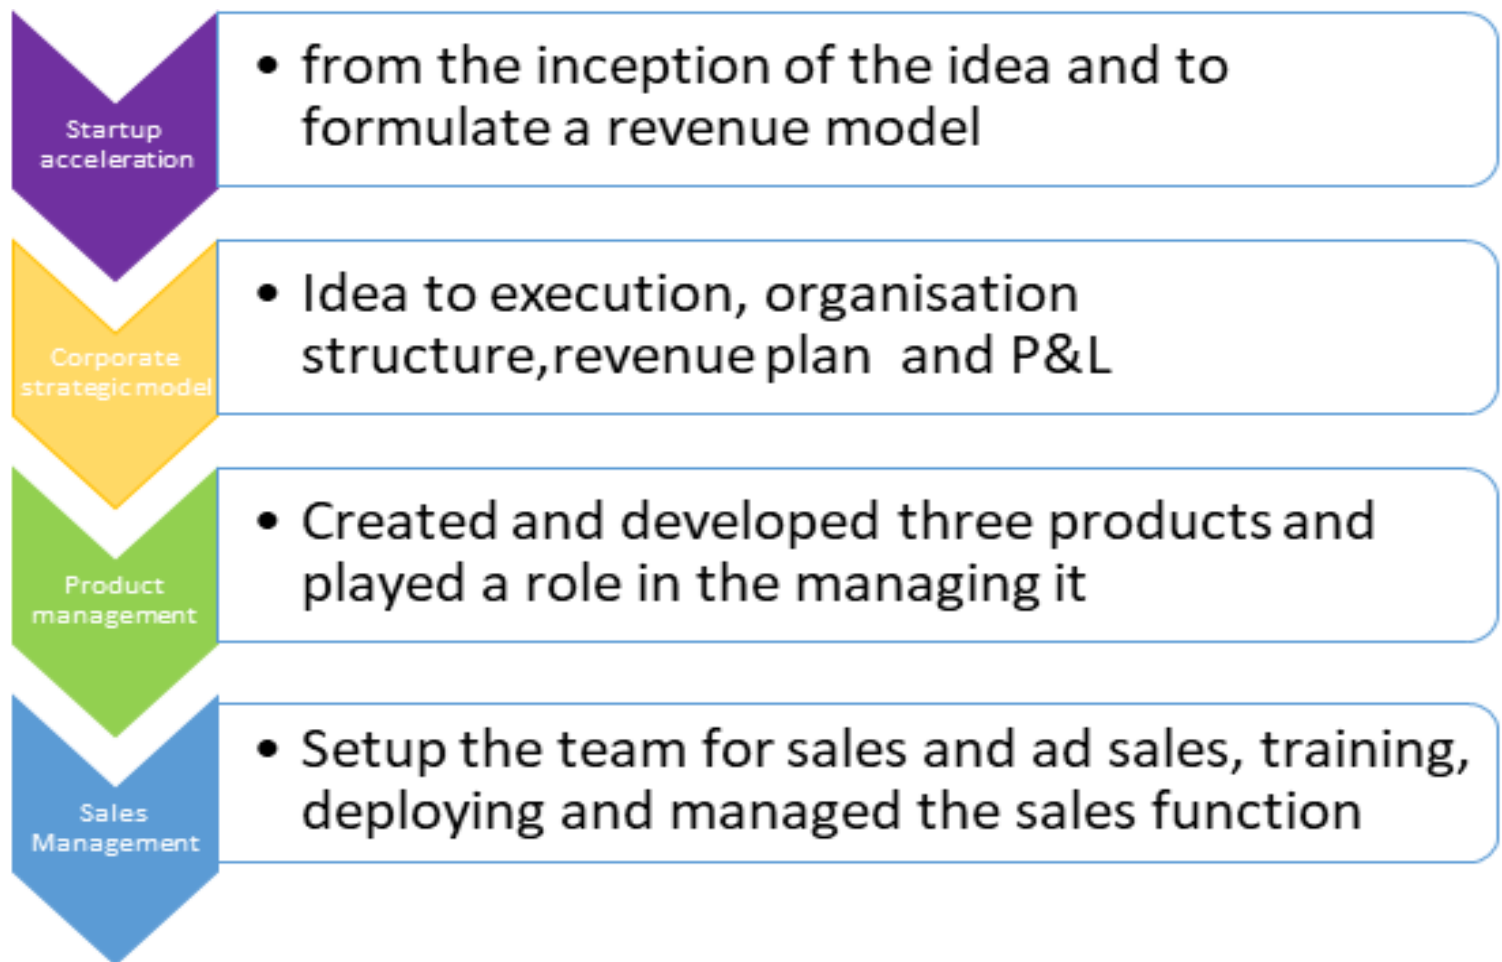 Startup
acceleration
• from the inception of the idea and to
formulate a revenue model
Corporate
strategic model
• Idea to execution, organisation
structure,revenue plan  and P&L
Product
management
• Created and developed three products and
played a role in the managing it
Sales
Management
• Setup the team for sales and ad sales, training,
deploying and managed the sales function